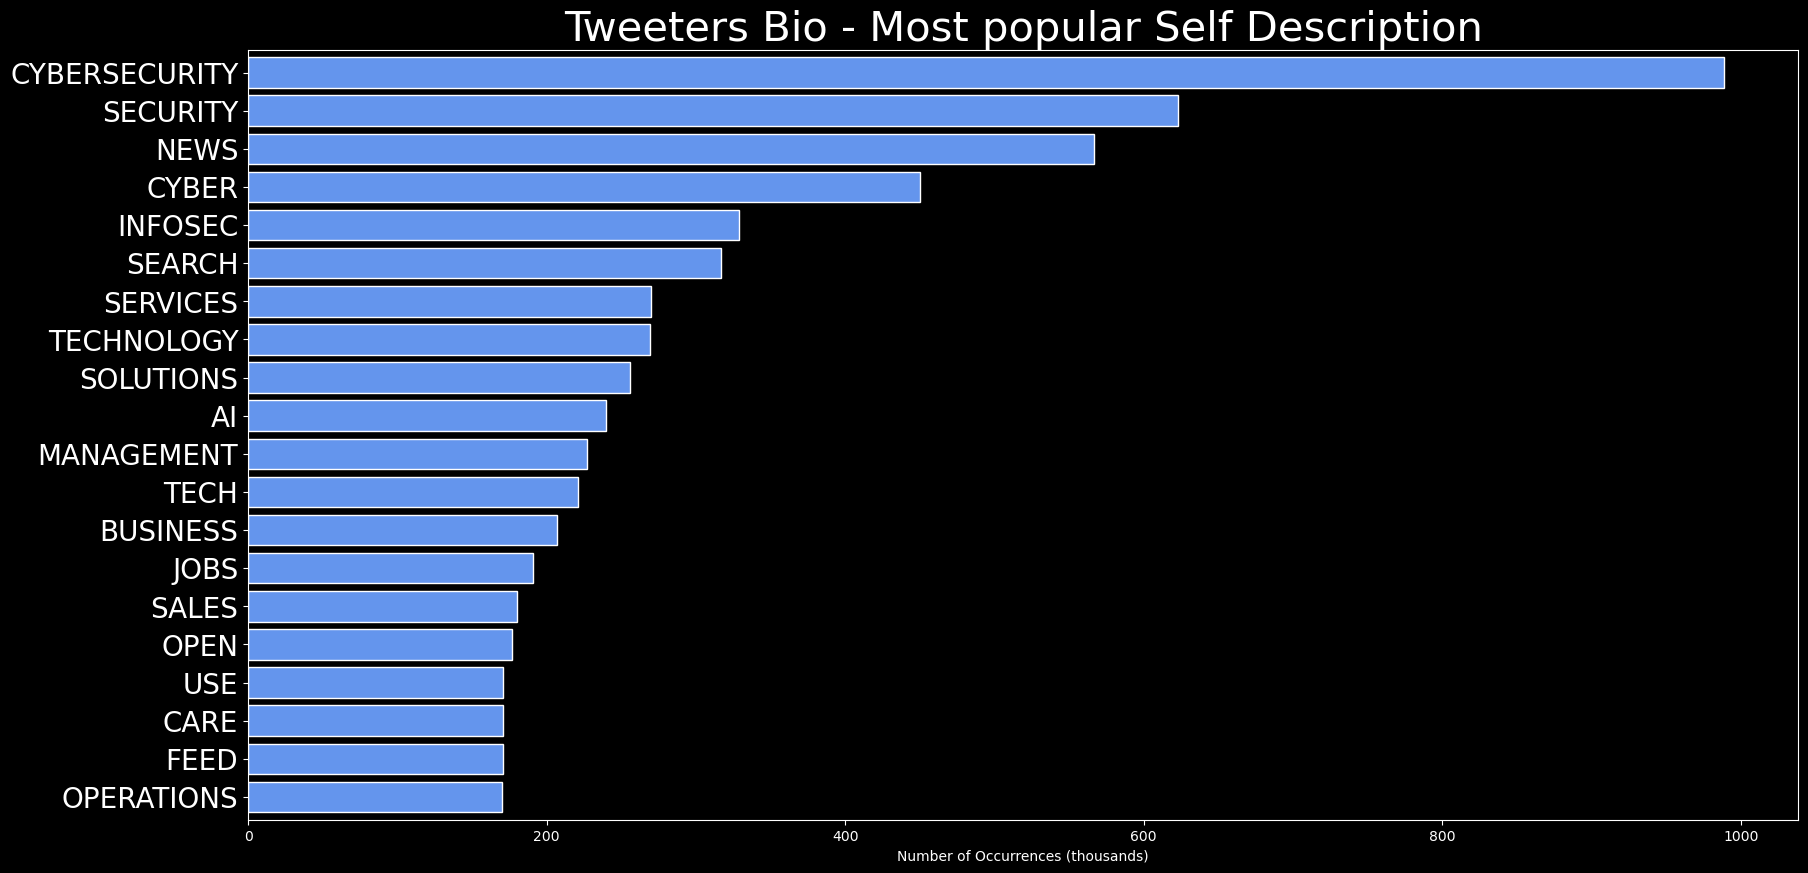 Tweeters Bio - Most popular Self Description
CYBERSECURITY
SECURITY
NEWS
CYBER
INFOSEC
SEARCH
SERVICES
TECHNOLOGY
SOLUTIONS
AI
MANAGEMENT
TECH
BUSINESS
JOBS
SALES
OPEN
USE
CARE
FEED
OPERATIONS
0 200 400 600 800 1000
Number of Occurrences (thousands)